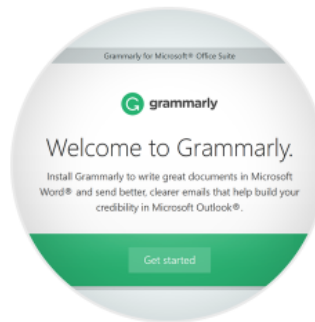 Grammarly for Microsoft® Office Suite
grammarly
Welcome to Grammarly.
Install Grammarly to write great documents in Microsoft
Word® and send better, clearer emails that help build your
credibility in Microsoft Outlook®.
Get started